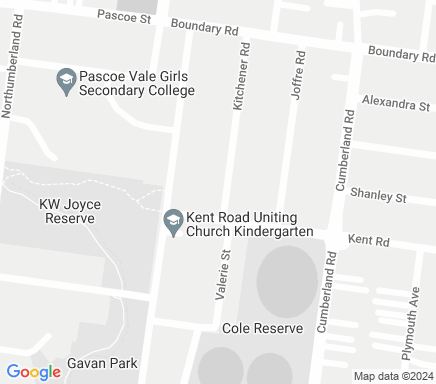 Pascoe St
Boundary Rd
Boundary Rd
Northumberland Rd
Kitchener Rd
Joffre Rd
Pascoe Vale Girls
Secondary College
Alexandra St
Cumberland Rd
Shanley St
KW Joyce
Reserve
Kent Road Uniting
Church Kindergarten
Kent Rd
Valerie St
Cumberland Rd
Plymouth Ave
Cole Reserve
Gavan Park
Google
Map data ©2024